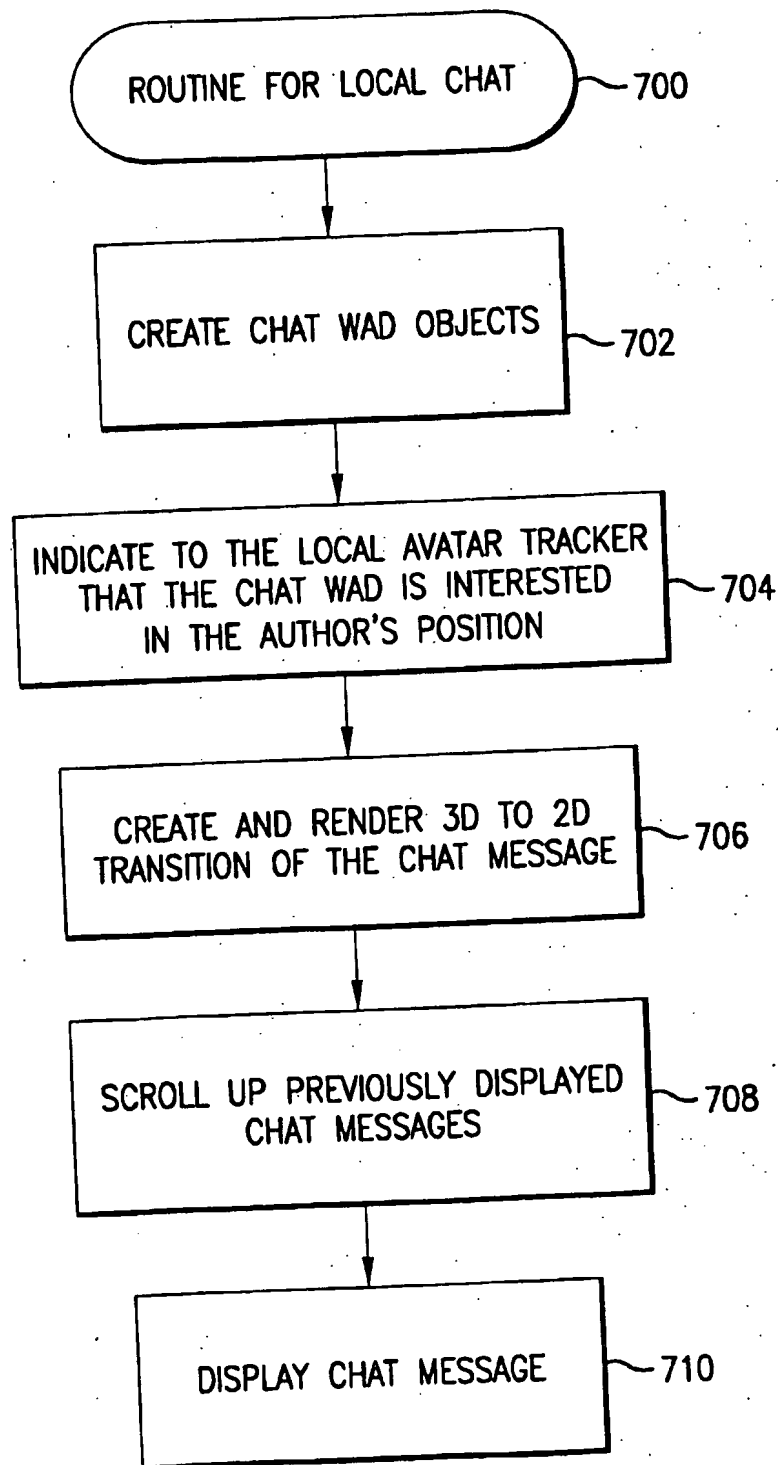 ROUTINE FOR LOCAL CHAT
700
CREATE CHAT WAD OBJECTS
702
INDICATE TO THE LOCAL AVATAR TRACKER
THAT THE CHAT WAD IS INTERESTED
IN THE AUTHOR'S POSITION
704
CREATE AND RENDER 3D TO 2D
TRANSITION OF THE CHAT MESSAGE
706
SCROLL UP PREVIOUSLY DISPLAYED
CHAT MESSAGES
708
DISPLAY CHAT MESSAGE
710